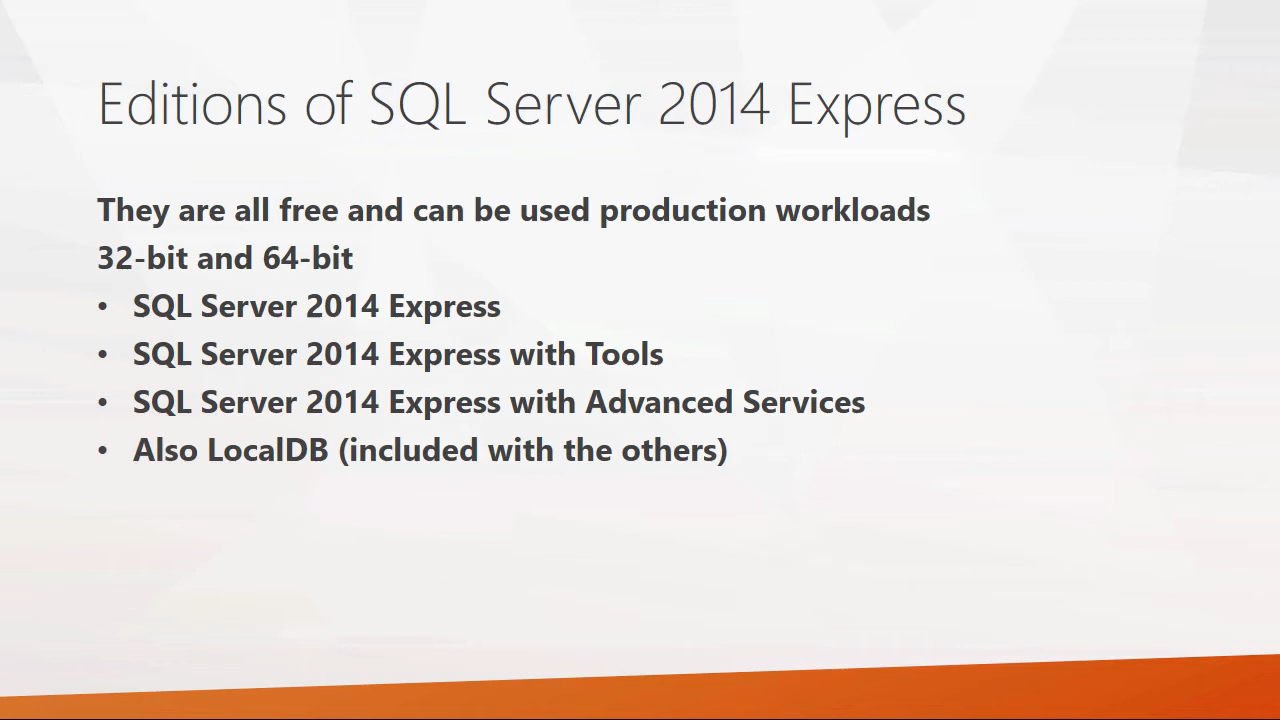 Editions of SQL Server 2014 Express
They are all free and can be used production workloads
32-bit and 64-bit
• SQL Server 2014 Express
• SQL Server 2014 Express with Tools
• SQL Server 2014 Express with Advanced Services
• Also LocalDB (included with the others)